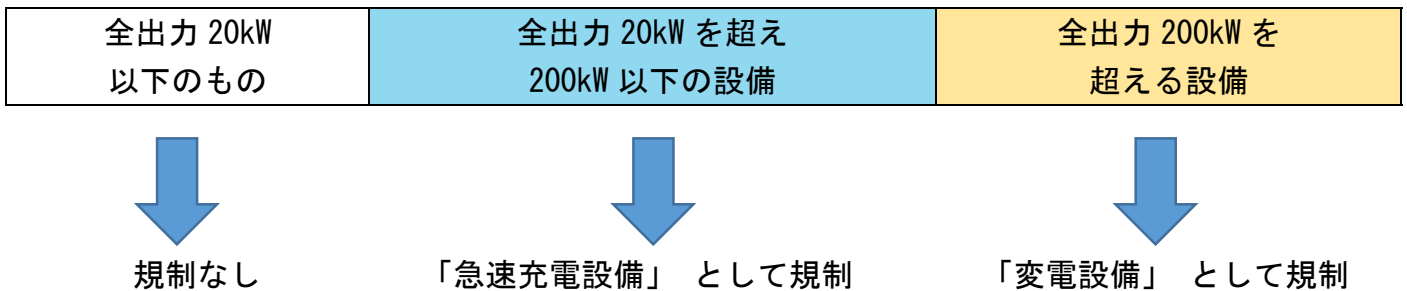 全出力 20kW
以下のもの
全出力 20kW を超え
200kW 以下の設備
全出力 200kW を
超える設備
規制なし
「急速充電設備」 として規制
「変電設備」 として規制